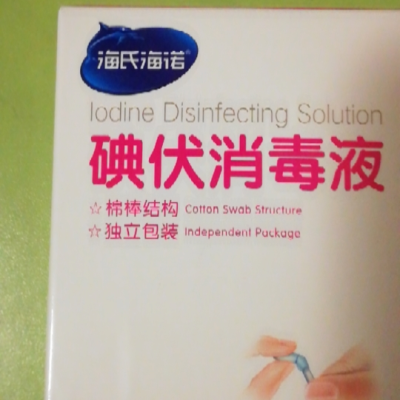 海氏海诺
Iodine Disinfecting Solution
碘伏消毒液
☆棉棒结构 Cotton Swab Structure
☆独立包装 Independent Package